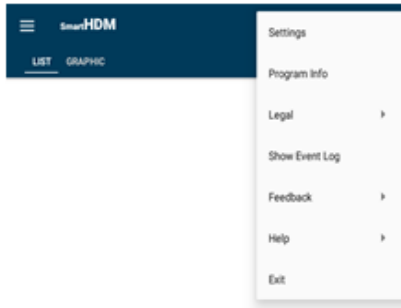 SmartHDM
LIST GRAPHIC
Settings
Program Info
Legal
Show Event Log
Feedback
Help
Exit